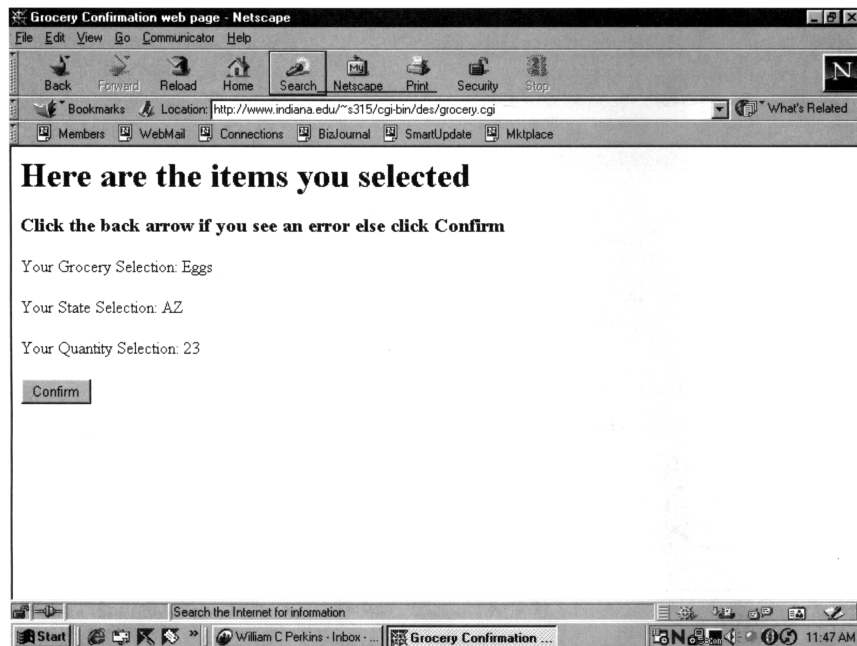 Grocery Confirmation web page - Netscape
File Edit View Go Communicator Help
Back Forward Reload Home Search Netscape Print Security Stop
My
N
Bookmarks Location: http://www.indiana.edu/~s315/cgi-bin/des/grocery.cgi What's Related
Members WebMail Connections BizJournal SmartUpdate Mktplace
Here are the items you selected
Click the back arrow if you see an error else click Confirm
Your Grocery Selection: Eggs
Your State Selection: AZ
Your Quantity Selection: 23
Confirm
Search the Internet for information
Start » William C Perkins - Inbox - ... Grocery Confirmation ... N 11:47 AM